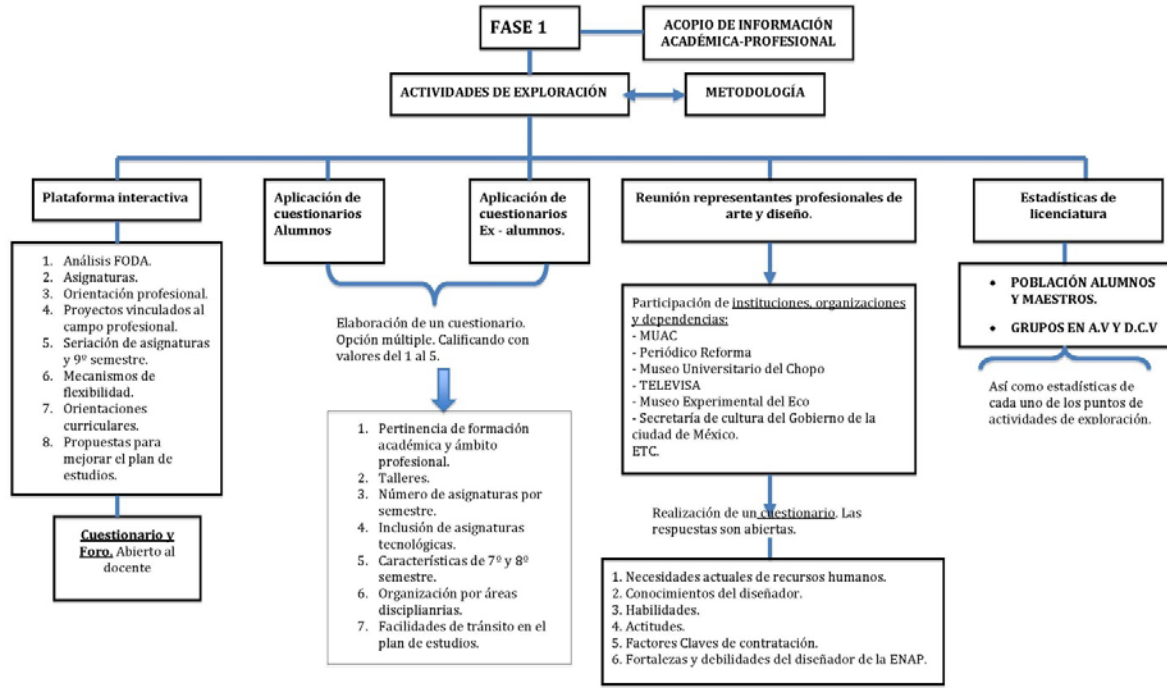 FASE 1
ACOPIO DE INFORMACIÓN
ACADÉMICA-PROFESIONAL
ACTIVIDADES DE EXPLORACIÓN
METODOLOGÍA
Plataforma interactiva
1. Análisis FODA.
2. Asignaturas.
3. Orientación profesional.
4. Proyectos vinculados al
campo profesional.
5. Seriación de asignaturas
y 9º semestre.
6. Mecanismos de
flexibilidad.
7. Orientaciones
curriculares.
8. Propuestas para
mejorar el plan de
estudios.
Cuestionario y
Foro. Abierto al
docente
Aplicación de
cuestionarios
Alumnos
Aplicación de
cuestionarios
Ex - alumnos.
Elaboración de un cuestionario.
Opción múltiple. Calificando con
valores del 1 al 5.
1. Pertinencia de formación
académica y ámbito
profesional.
2. Talleres.
3. Número de asignaturas por
semestre.
4. Inclusión de asignaturas
tecnológicas.
5. Características de 7º y 8º
semestre.
6. Organización por áreas
disciplianrias.
7. Facilidades de tránsito en el
plan de estudios.
Reunión representantes profesionales de
arte y diseño.
Participación de instituciones, organizaciones
y dependencias:
- MUAC
- Periódico Reforma
- Museo Universitario del Chopo
- TELEVISA
- Museo Experimental del Eco
- Secretaría de cultura del Gobierno de la
ciudad de México.
ETC.
Realización de un cuestionario. Las
respuestas son abiertas.
1. Necesidades actuales de recursos humanos.
2. Conocimientos del diseñador.
3. Habilidades.
4. Actitudes.
5. Factores Claves de contratación.
6. Fortalezas y debilidades del diseñador de la ENAP.
Estadísticas de
licenciatura
• POBLACIÓN ALUMNOS
Y MAESTROS.
• GRUPOS EN A.V Y D.C.V
Así como estadísticas de
cada uno de los puntos de
actividades de exploración.